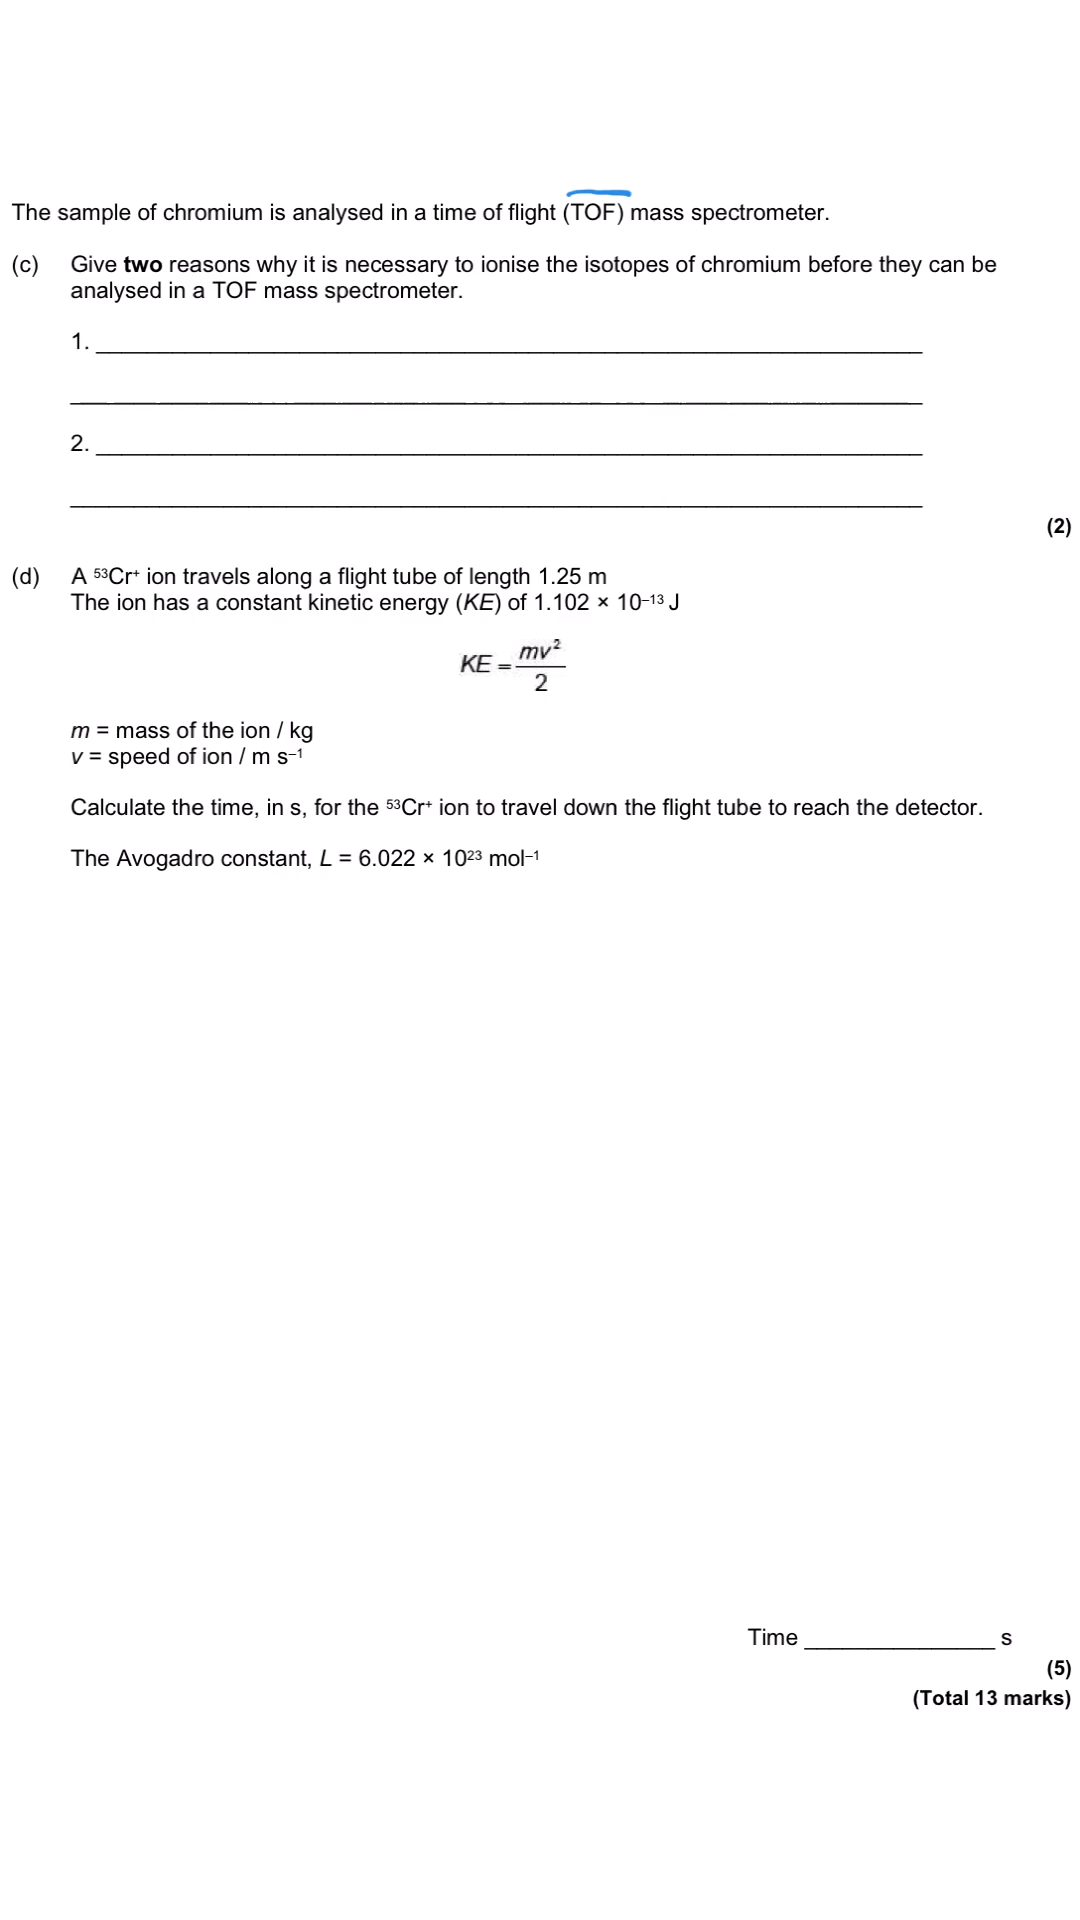 The sample of chromium is analysed in a time of flight (TOF) mass spectrometer.
(c) Give two reasons why it is necessary to ionise the isotopes of chromium before they can be
analysed in a TOF mass spectrometer.
1. ______
______
2. ______
______
(2)
(d) A ⁵³Cr⁺ ion travels along a flight tube of length 1.25 m
The ion has a constant kinetic energy (KE) of 1.102 × 10⁻¹³ J
KE = mv²/2
m = mass of the ion / kg
v = speed of ion / m s⁻¹
Calculate the time, in s, for the ⁵³Cr⁺ ion to travel down the flight tube to reach the detector.
The Avogadro constant, L = 6.022 × 10²³ mol⁻¹
Time ______ s
(5)
(Total 13 marks)